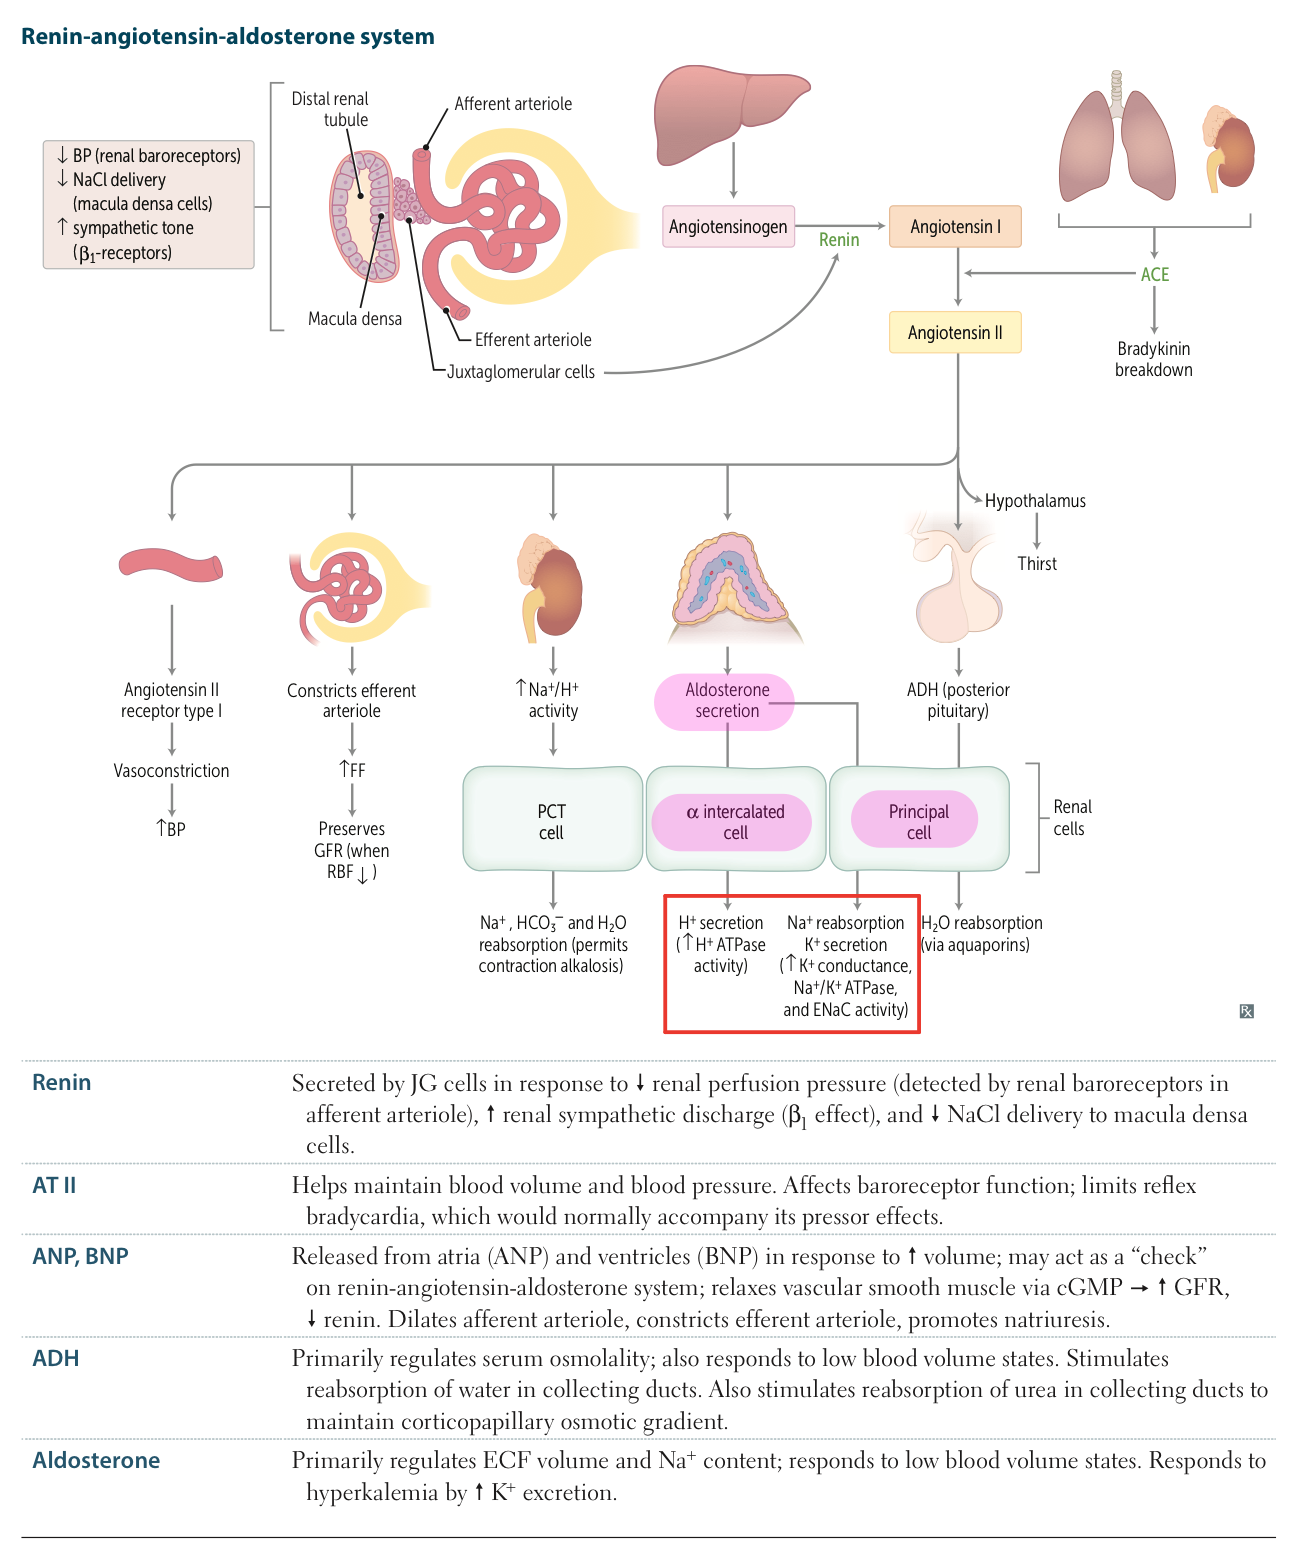 Renin-angiotensin-aldosterone system
Distal renal
tubule
Afferent arteriole
↓ BP (renal baroreceptors)
↓ NaCl delivery
(macula densa cells)
↑ sympathetic tone
(β1-receptors)
Macula densa
Efferent arteriole
Juxtaglomerular cells
Angiotensinogen
Renin
Angiotensin I
ACE
Angiotensin II
Bradykinin
breakdown
Hypothalamus
Thirst
Angiotensin II
receptor type I
Vasoconstriction
↑BP
Constricts efferent
arteriole
↑FF
Preserves
GFR (when
RBF ↓ )
↑Na⁺/H⁺
activity
Aldosterone
secretion
ADH (posterior
pituitary)
PCT
cell
α intercalated
cell
Principal
cell
Renal
cells
Na⁺ , HCO₃⁻ and H₂O
reabsorption (permits
contraction alkalosis)
H⁺ secretion
(↑H⁺ ATPase
activity)
Na⁺ reabsorption
K⁺ secretion
(↑K⁺ conductance,
Na⁺/K⁺ ATPase,
and ENaC activity)
H₂O reabsorption
(via aquaporins)
Rx
Renin
Secreted by JG cells in response to ↓ renal perfusion pressure (detected by renal baroreceptors in
afferent arteriole), ↑ renal sympathetic discharge (β1 effect), and ↓ NaCl delivery to macula densa
cells.
AT II
Helps maintain blood volume and blood pressure. Affects baroreceptor function; limits reflex
bradycardia, which would normally accompany its pressor effects.
ANP, BNP
Released from atria (ANP) and ventricles (BNP) in response to ↑ volume; may act as a “check”
on renin-angiotensin-aldosterone system; relaxes vascular smooth muscle via cGMP → ↑ GFR,
↓ renin. Dilates afferent arteriole, constricts efferent arteriole, promotes natriuresis.
ADH
Primarily regulates serum osmolality; also responds to low blood volume states. Stimulates
reabsorption of water in collecting ducts. Also stimulates reabsorption of urea in collecting ducts to
maintain corticopapillary osmotic gradient.
Aldosterone
Primarily regulates ECF volume and Na⁺ content; responds to low blood volume states. Responds to
hyperkalemia by ↑ K⁺ excretion.